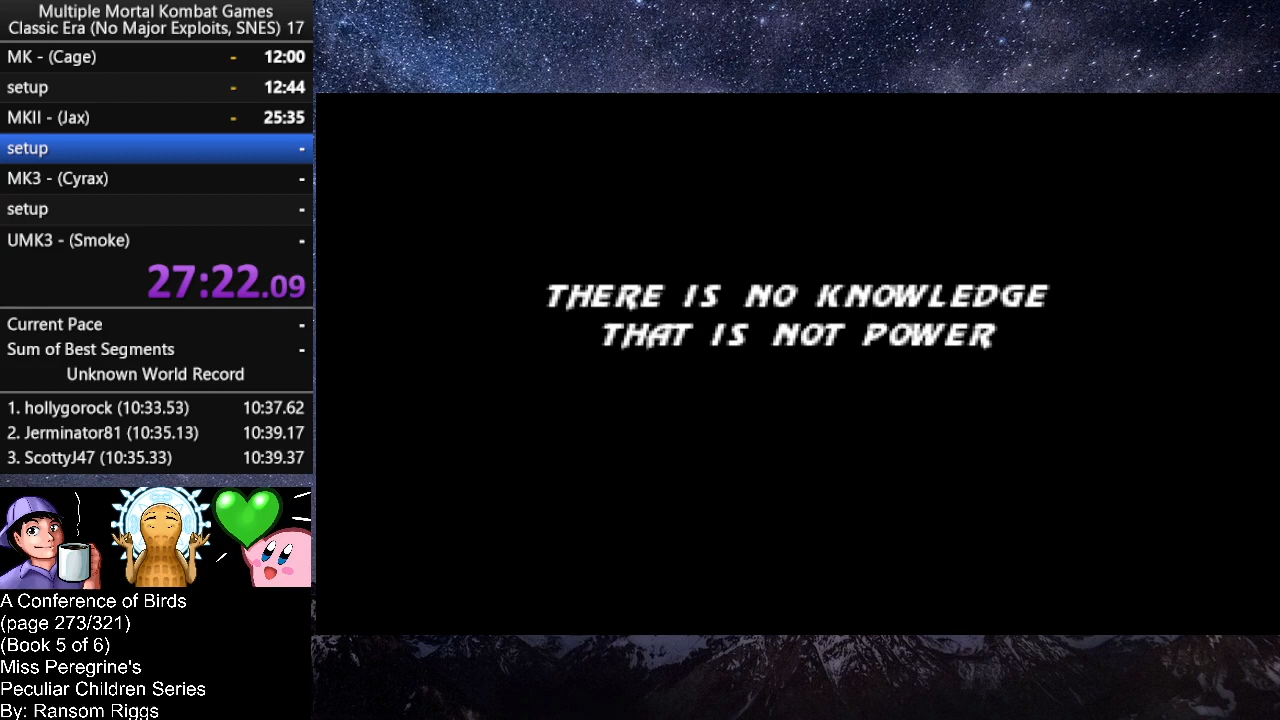 Multiple Mortal Kombat Games
Classic Era (No Major Exploits, SNES) 17
MK - (Cage) - 12:00
setup - 12:44
MKII - (Jax) - 25:35
setup -
MK3 - (Cyrax) -
setup -
UMK3 - (Smoke) -
27:22.09
Current Pace -
Sum of Best Segments -
Unknown World Record
1. hollygorock (10:33.53) 10:37.62
2. Jerminator81 (10:35.13) 10:39.17
3. ScottyJ47 (10:35.33) 10:39.37
A Conference of Birds
(page 273/321)
(Book 5 of 6)
Miss Peregrine's
Peculiar Children Series
By: Ransom Riggs
THERE IS NO KNOWLEDGE
THAT IS NOT POWER